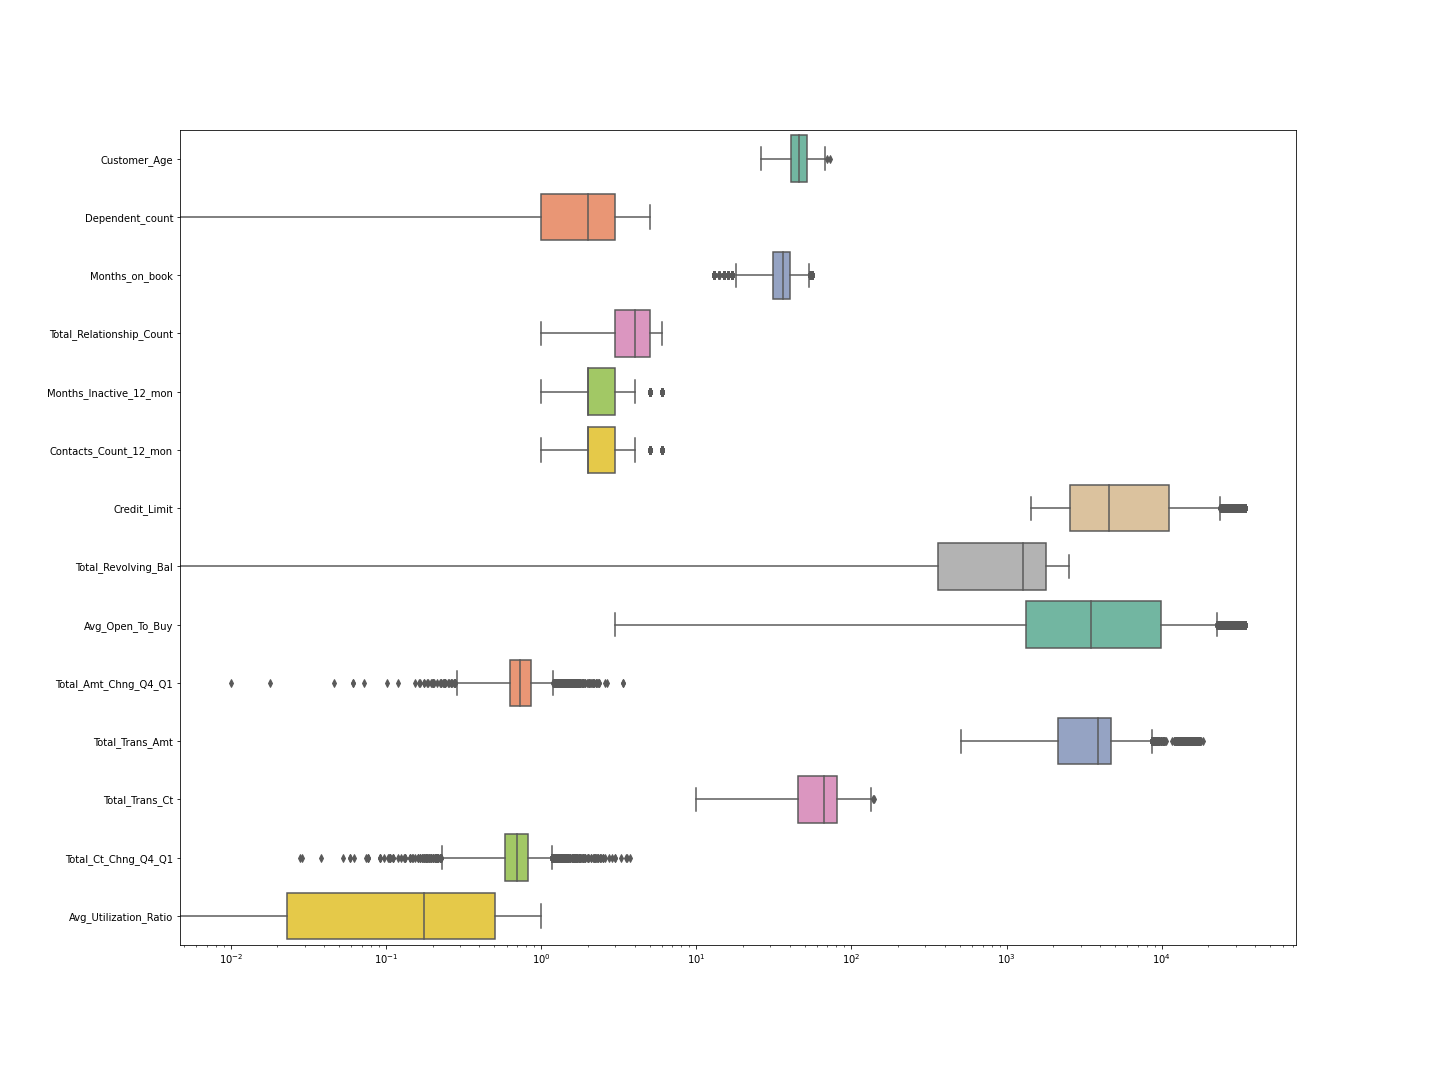 Customer_Age
Dependent_count
Months_on_book
Total_Relationship_Count
Months_Inactive_12_mon
Contacts_Count_12_mon
Credit_Limit
Total_Revolving_Bal
Avg_Open_To_Buy
Total_Amt_Chng_Q4_Q1
Total_Trans_Amt
Total_Trans_Ct
Total_Ct_Chng_Q4_Q1
Avg_Utilization_Ratio
10⁻² 10⁻¹ 10⁰ 10¹ 10² 10³ 10⁴